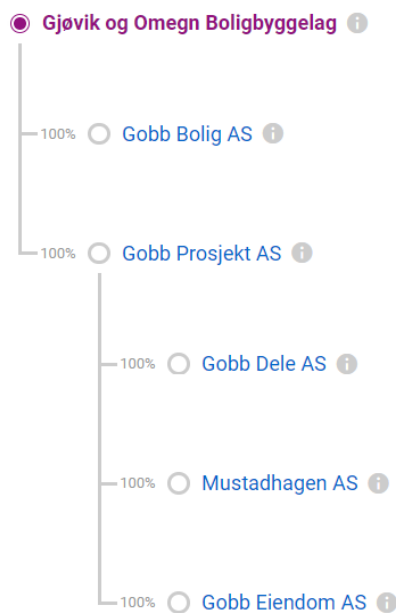 Gjøvik og Omegn Boligbyggelag
100% Gobb Bolig AS
100% Gobb Prosjekt AS
100% Gobb Dele AS
100% Mustadhagen AS
100% Gobb Eiendom AS